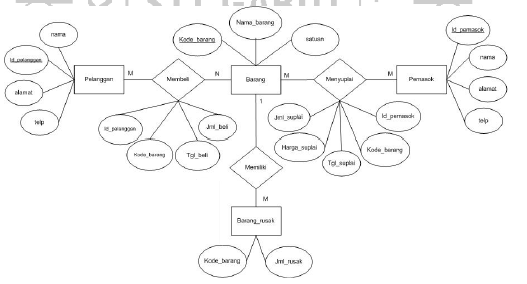 Nama_barang
Kode_barang
satuan
nama
Id_pelanggan
alamat
telp
Pelanggan
M
Membeli
N
Barang
M
Menyuplai
M
Pemasok
Id_pemasok
nama
alamat
telp
Id_palanggan
Kode_barang
Tgl_beli
Jml_beli
1
Jml_suplai
Harga_suplai
Tgl_suplai
Kode_barang
Id_pemasok
Memiliki
M
Barang_rusak
Kode_barang
Jml_rusak